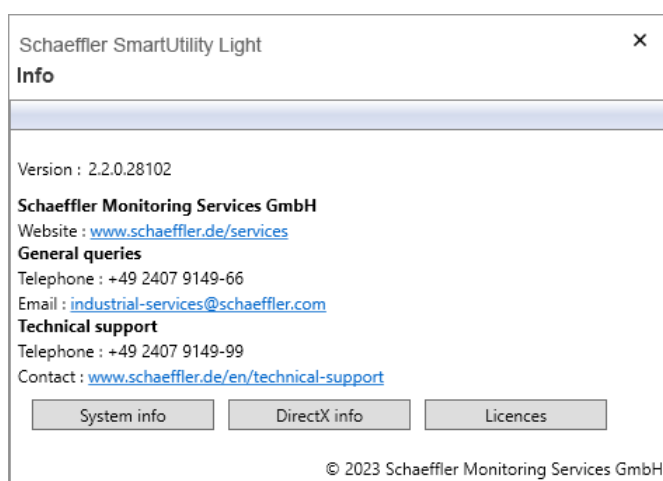 Schaeffler SmartUtility Light
Info
Version : 2.2.0.28102
Schaeffler Monitoring Services GmbH
Website : www.schaeffler.de/services
General queries
Telephone : +49 2407 9149-66
Email : industrial-services@schaeffler.com
Technical support
Telephone : +49 2407 9149-99
Contact : www.schaeffler.de/en/technical-support
System info DirectX info Licences
© 2023 Schaeffler Monitoring Services GmbH